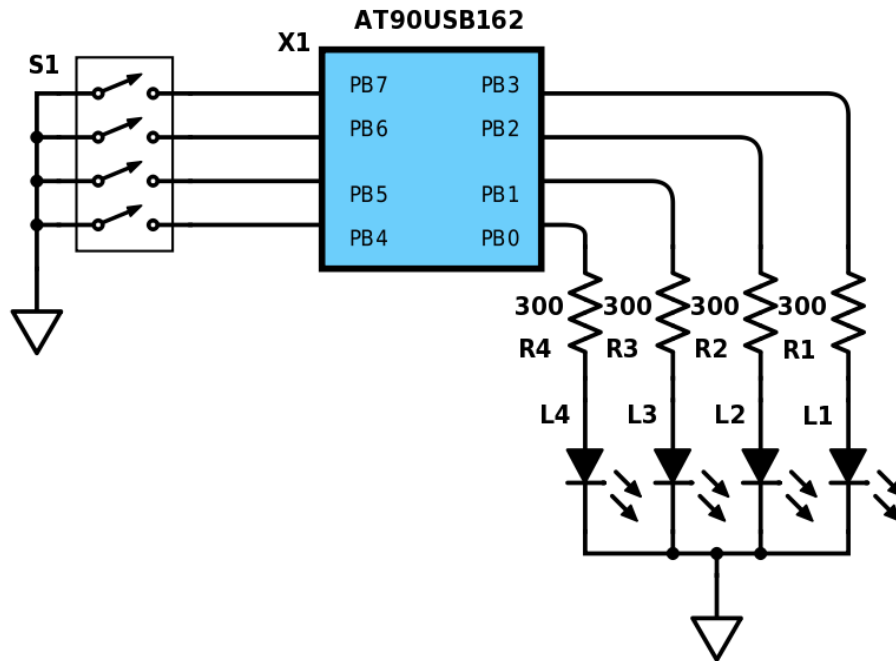 AT90USB162
X1
S1
PB7 PB3
PB6 PB2
PB5 PB1
PB4 PB0
300 300 300 300
R4 R3 R2 R1
L4 L3 L2 L1